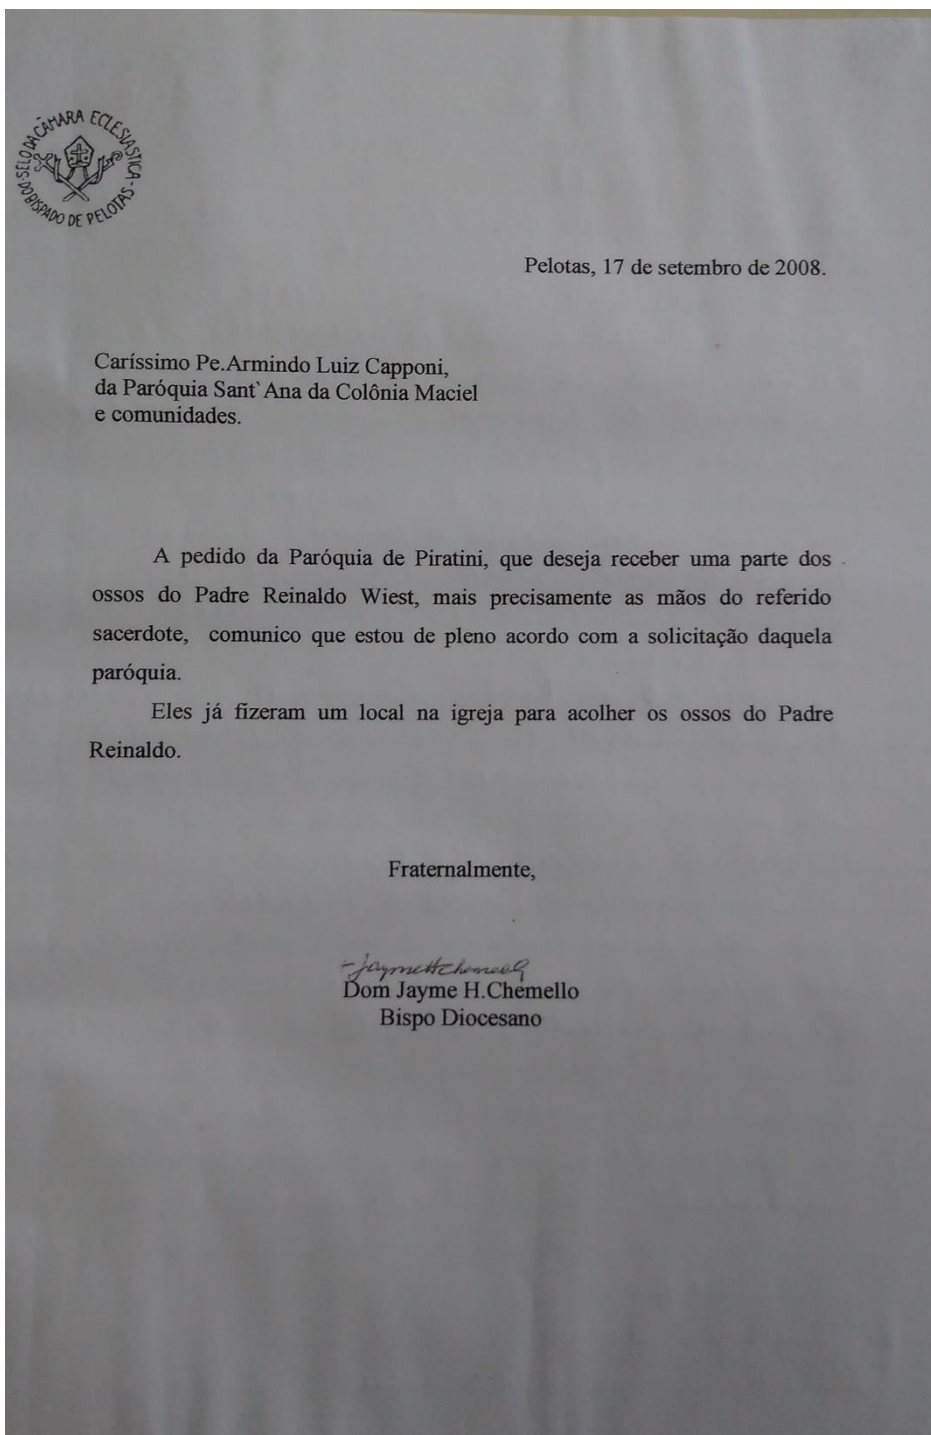 SELO DA CÂMARA ECLESIASTICA - DO BISPADO DE PELOTAS -
Pelotas, 17 de setembro de 2008.
Caríssimo Pe.Armindo Luiz Capponi,
da Paróquia Sant`Ana da Colônia Maciel
e comunidades.
A pedido da Paróquia de Piratini, que deseja receber uma parte dos
ossos do Padre Reinaldo Wiest, mais precisamente as mãos do referido
sacerdote, comunico que estou de pleno acordo com a solicitação daquela
paróquia.
Eles já fizeram um local na igreja para acolher os ossos do Padre
Reinaldo.
Fraternalmente,
+ Jayme H Chemello
Dom Jayme H.Chemello
Bispo Diocesano